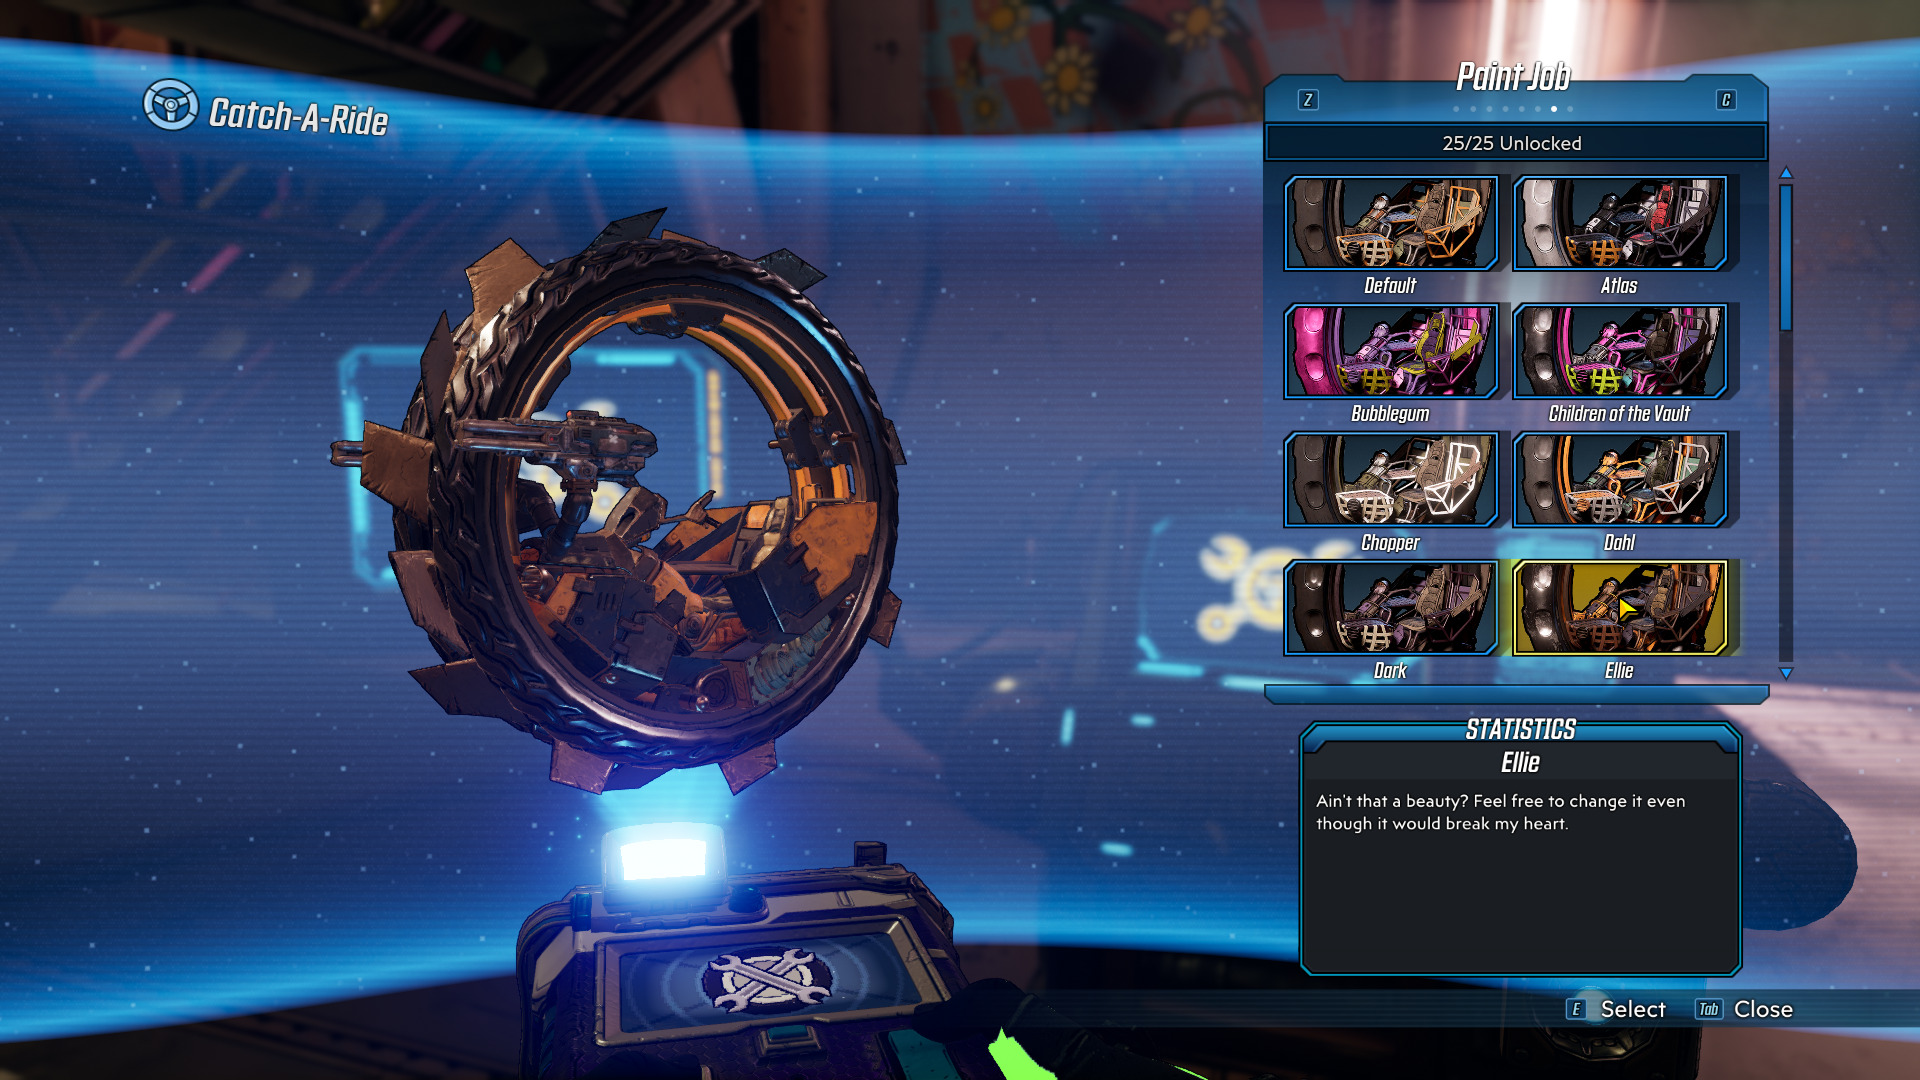 Catch-A-Ride
Paint Job
Z
C
25/25 Unlocked
Default
Atlas
Bubblegum
Children of the Vault
Chopper
Dahl
Dark
Ellie
STATISTICS
Ellie
Ain't that a beauty? Feel free to change it even
though it would break my heart.
E Select Tab Close